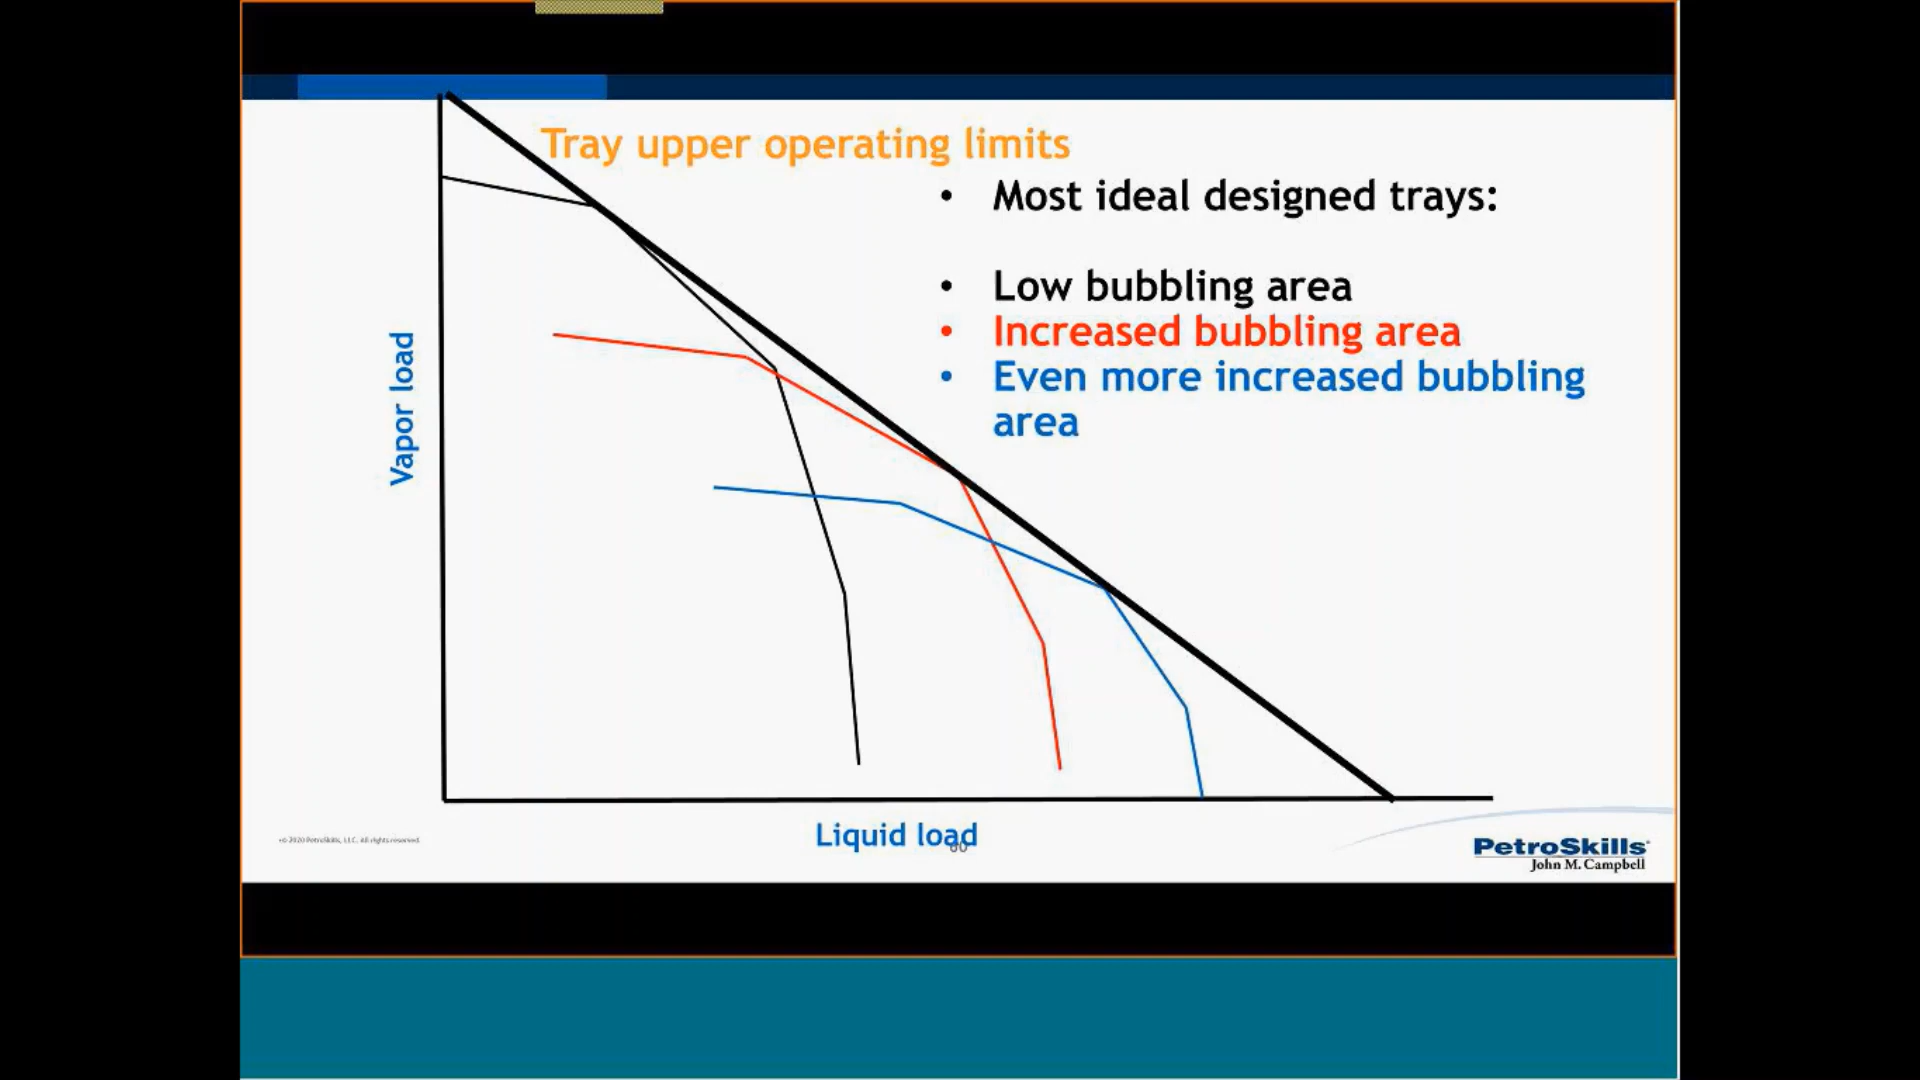 Tray upper operating limits
• Most ideal designed trays:
• Low bubbling area
• Increased bubbling area
• Even more increased bubbling
area
Vapor load
Liquid load
60
•© 2020 PetroSkills, LLC. All rights reserved.
PetroSkills
John M. Campbell